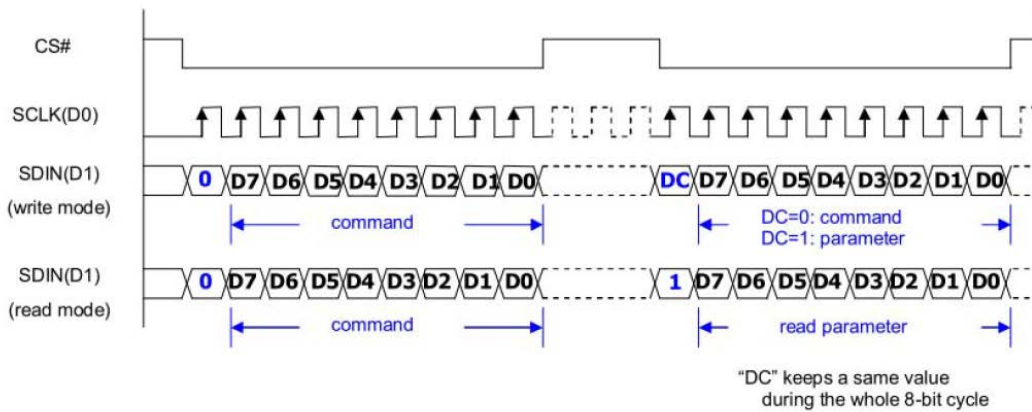 CS#
SCLK(D0)
SDIN(D1)
(write mode)
0 D7 D6 D5 D4 D3 D2 D1 D0
DC D7 D6 D5 D4 D3 D2 D1 D0
command
DC=0: command
DC=1: parameter
SDIN(D1)
(read mode)
0 D7 D6 D5 D4 D3 D2 D1 D0
1 D7 D6 D5 D4 D3 D2 D1 D0
command
read parameter
"DC" keeps a same value
during the whole 8-bit cycle